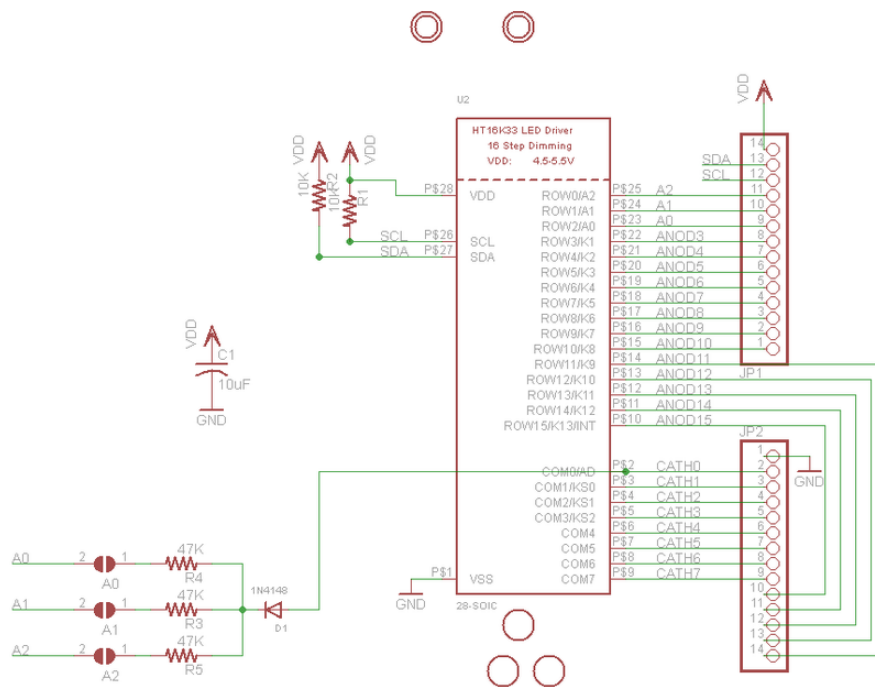 U2
HT16K33 LED Driver
16 Step Dimming
VDD: 4.5-5.5V
VDD
VDD
10K
R2
10K
R1
P$28
VDD
SCL
P$26
SCL
SDA
P$27
SDA
ROW0/A2
P$25
A2
ROW1/A1
P$24
A1
ROW2/A0
P$23
A0
ROW3/K1
P$22
ANOD3
ROW4/K2
P$21
ANOD4
ROW5/K3
P$20
ANOD5
ROW6/K4
P$19
ANOD6
ROW7/K5
P$18
ANOD7
ROW8/K6
P$17
ANOD8
ROW9/K7
P$16
ANOD9
ROW10/K8
P$15
ANOD10
ROW11/K9
P$14
ANOD11
ROW12/K10
P$13
ANOD12
ROW13/K11
P$12
ANOD13
ROW14/K12
P$11
ANOD14
ROW15/K13/INT
P$10
ANOD15
COM0/AD
P$2
CATH0
COM1/KS0
P$3
CATH1
COM2/KS1
P$4
CATH2
COM3/KS2
P$5
CATH3
COM4
P$6
CATH4
COM5
P$7
CATH5
COM6
P$8
CATH6
COM7
P$9
CATH7
P$1
VSS
GND
28-SOIC
VDD
14
SDA
13
SCL
12
11
10
9
8
7
6
5
4
3
2
1
JP1
JP2
1
GND
2
3
4
5
6
7
8
9
10
11
12
13
14
VDD
C1
10uF
GND
A0
2
1
A0
47K
R4
A1
2
1
A1
47K
R3
A2
2
1
A2
47K
R5
1N4148
D1